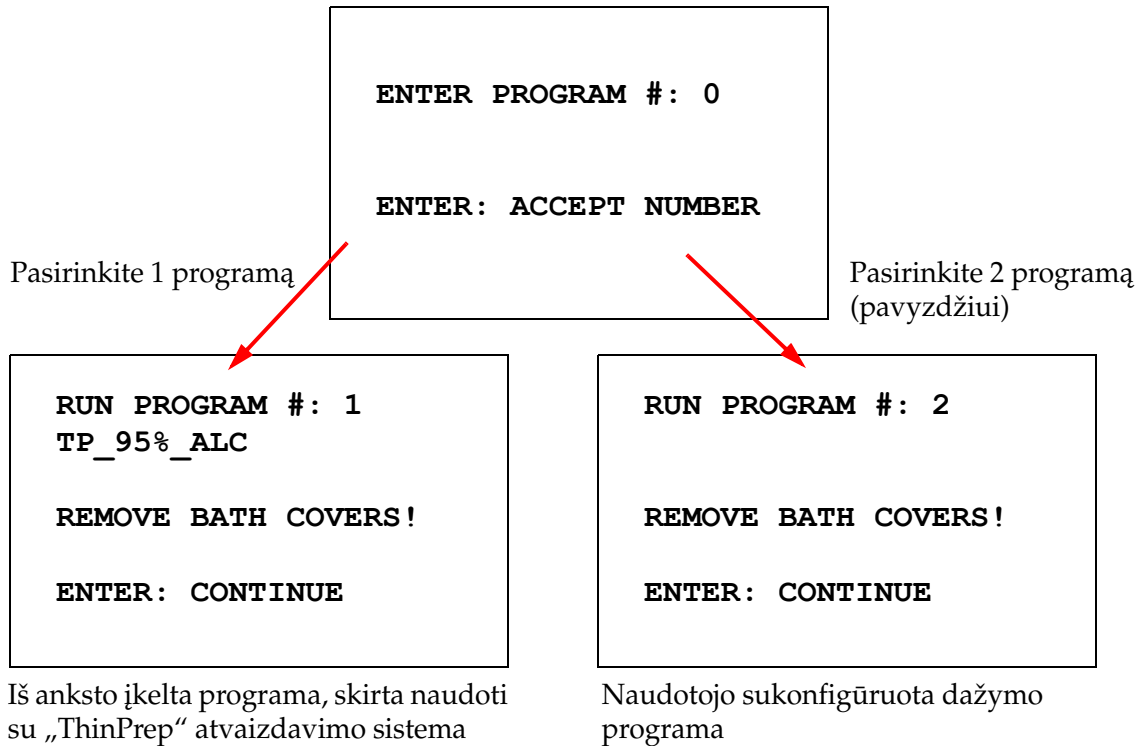 ENTER PROGRAM #: 0
ENTER: ACCEPT NUMBER
Pasirinkite 1 programą
Pasirinkite 2 programą
(pavyzdžiui)
RUN PROGRAM #: 1
TP_95%_ALC
REMOVE BATH COVERS!
ENTER: CONTINUE
RUN PROGRAM #: 2
REMOVE BATH COVERS!
ENTER: CONTINUE
Iš anksto įkelta programa, skirta naudoti
su „ThinPrep“ atvaizdavimo sistema
Naudotojo sukonfigūruota dažymo
programa